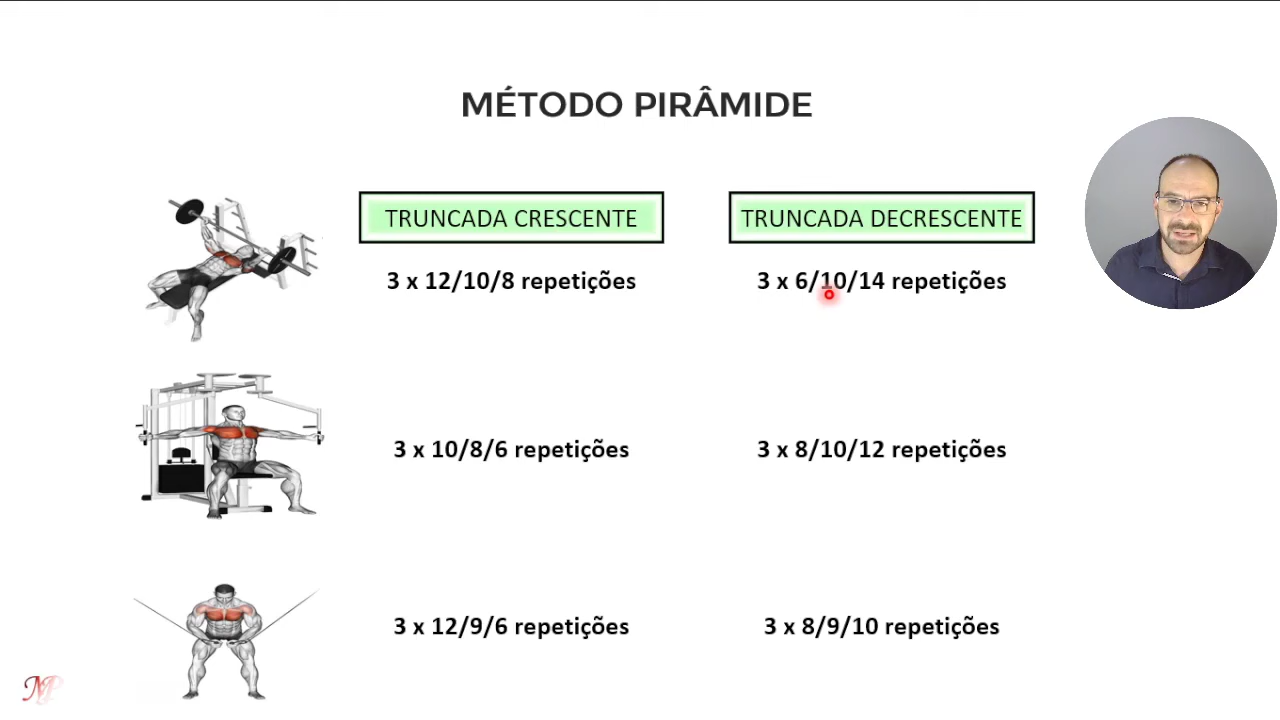 MÉTODO PIRÂMIDE
TRUNCADA CRESCENTE
TRUNCADA DECRESCENTE
3 x 12/10/8 repetições
3 x 6/10/14 repetições
3 x 10/8/6 repetições
3 x 8/10/12 repetições
3 x 12/9/6 repetições
3 x 8/9/10 repetições